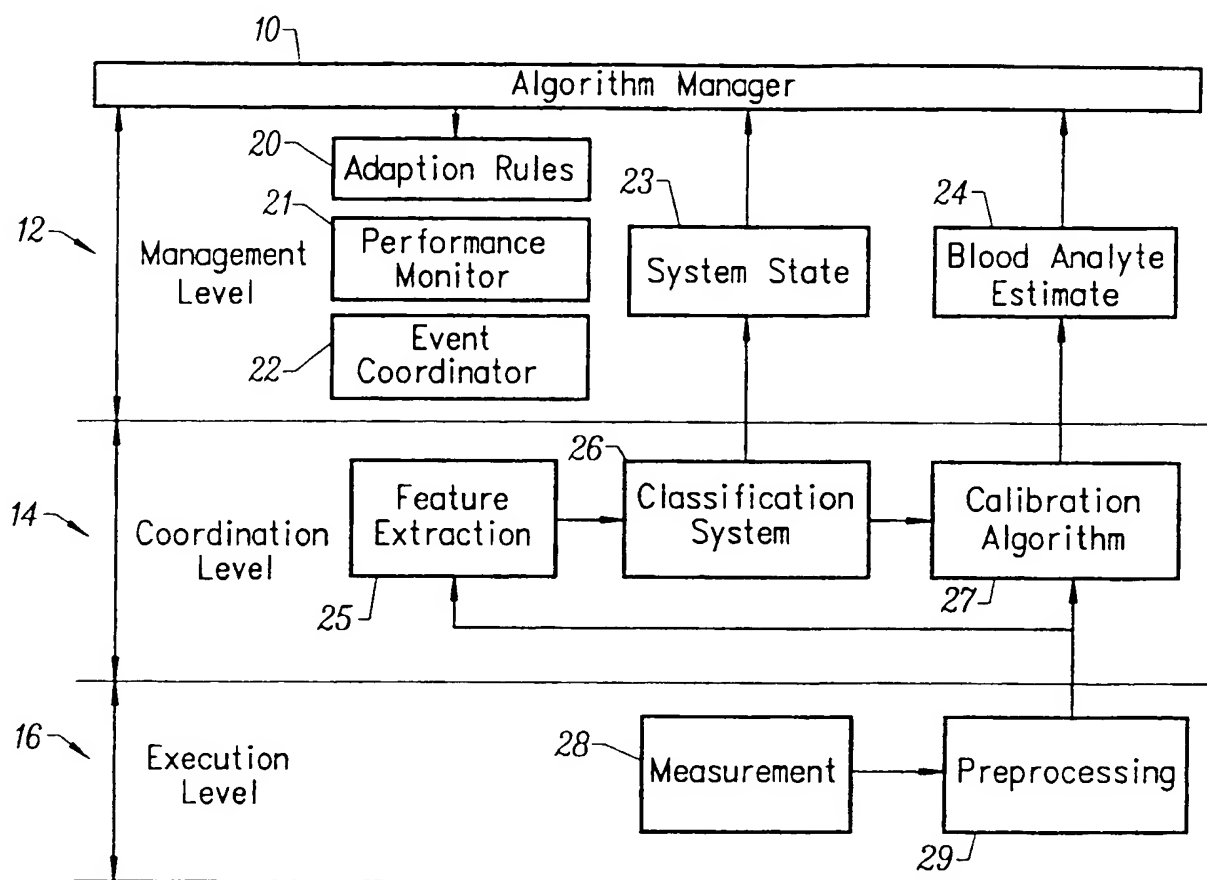 10
Algorithm Manager
20
Adaption Rules
21
Performance
Monitor
22
Event
Coordinator
23
System State
24
Blood Analyte
Estimate
12
Management
Level
14
Coordination
Level
25
Feature
Extraction
26
Classification
System
Calibration
Algorithm
27
16
Execution
Level
28
Measurement
Preprocessing
29